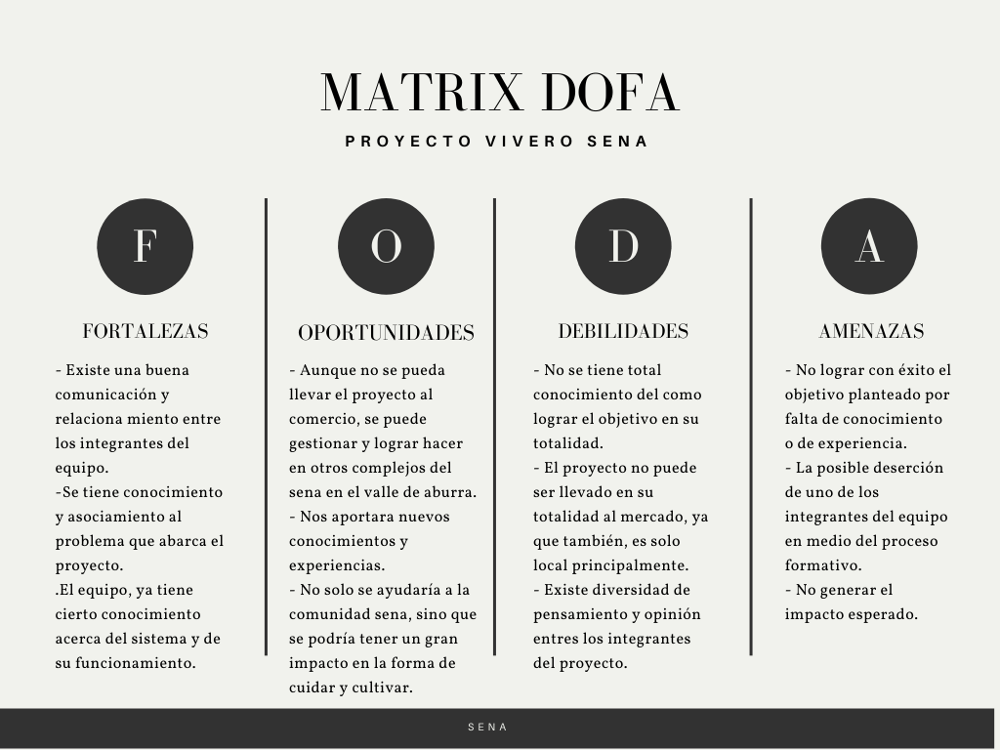 MATRIX DOFA
PROYECTO VIVERO SENA
F
FORTALEZAS
- Existe una buena
comunicación y
relaciona miento entre
los integrantes del
equipo.
-Se tiene conocimiento
y asociamiento al
problema que abarca el
proyecto.
.El equipo, ya tiene
cierto conocimiento
acerca del sistema y de
su funcionamiento.
O
OPORTUNIDADES
- Aunque no se pueda
llevar el proyecto al
comercio, se puede
gestionar y lograr hacer
en otros complejos del
sena en el valle de aburra.
- Nos aportara nuevos
conocimientos y
experiencias.
- No solo se ayudaría a la
comunidad sena, sino que
se podría tener un gran
impacto en la forma de
cuidar y cultivar.
D
DEBILIDADES
- No se tiene total
conocimiento del como
lograr el objetivo en su
totalidad.
- El proyecto no puede
ser llevado en su
totalidad al mercado, ya
que también, es solo
local principalmente.
- Existe diversidad de
pensamiento y opinión
entres los integrantes
del proyecto.
A
AMENAZAS
- No lograr con éxito el
objetivo planteado por
falta de conocimiento
o de experiencia.
- La posible deserción
de uno de los
integrantes del equipo
en medio del proceso
formativo.
- No generar el
impacto esperado.
SENA